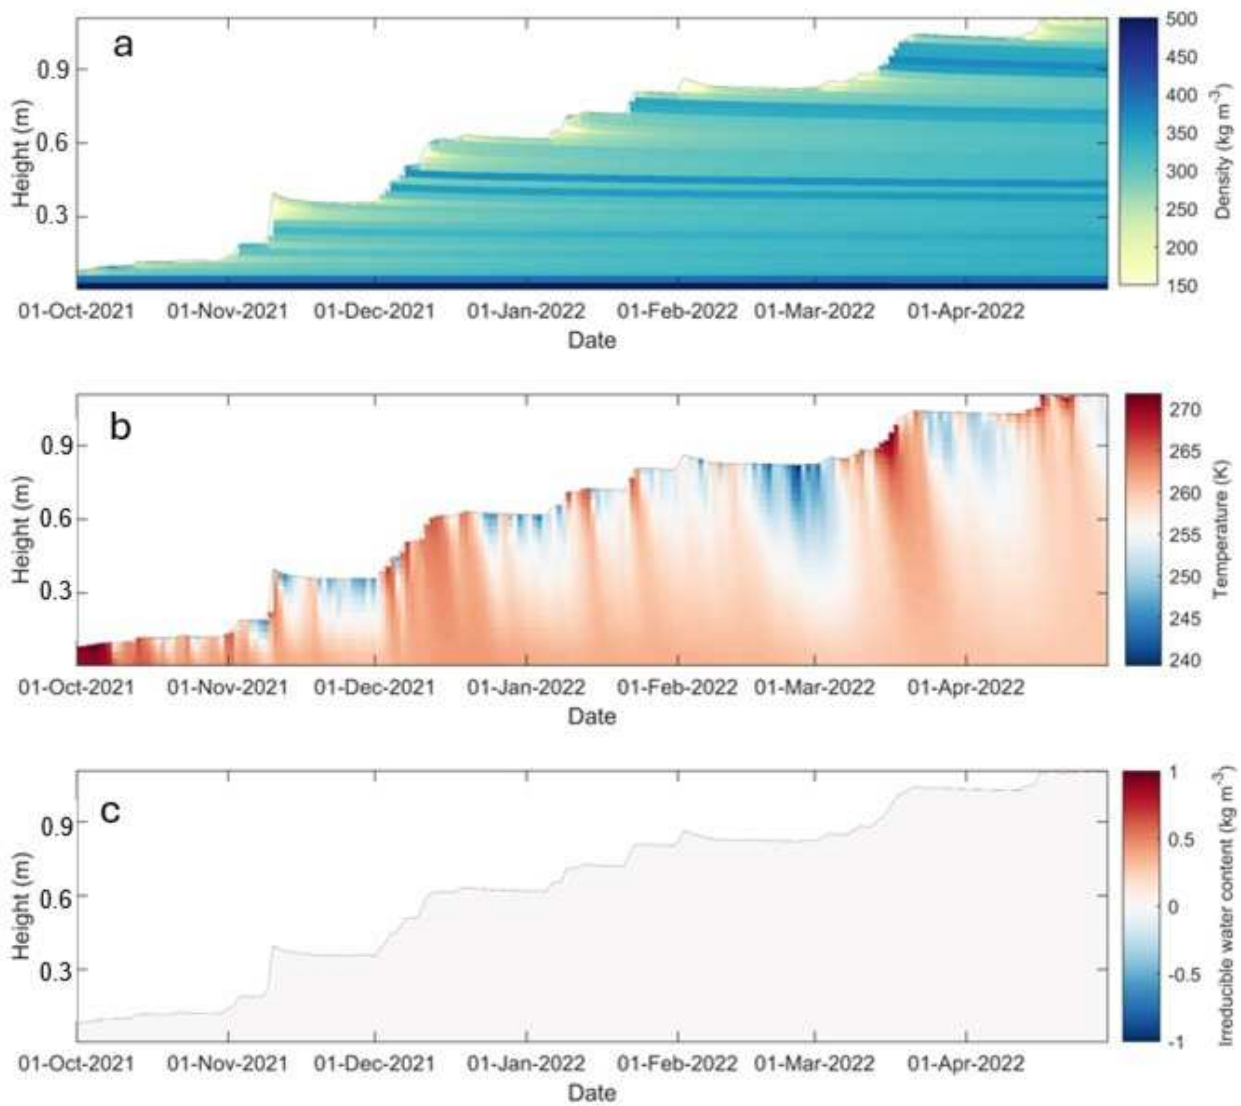 a
500
450
400
350
300
250
200
150
Density (kg m-3)
0.9
0.6
0.3
Height (m)
01-Oct-2021 01-Nov-2021 01-Dec-2021 01-Jan-2022 01-Feb-2022 01-Mar-2022 01-Apr-2022
Date
b
270
265
260
255
250
245
240
Temperature (K)
0.9
0.6
0.3
Height (m)
01-Oct-2021 01-Nov-2021 01-Dec-2021 01-Jan-2022 01-Feb-2022 01-Mar-2022 01-Apr-2022
Date
c
1
0.5
0
-0.5
-1
Irreducible water content (kg m-3)
0.9
0.6
0.3
Height (m)
01-Oct-2021 01-Nov-2021 01-Dec-2021 01-Jan-2022 01-Feb-2022 01-Mar-2022 01-Apr-2022
Date